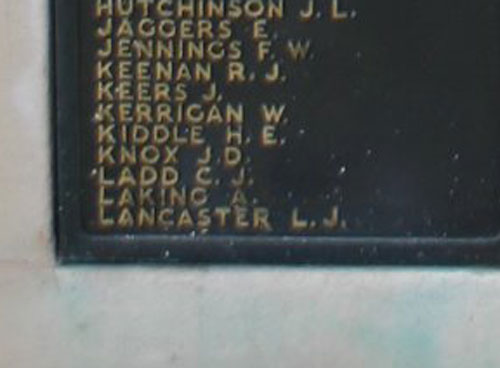 HUTCHINSON J. L.
JAGGERS E.
JENNINGS F. W.
KEENAN R. J.
KEERS J.
KERRIGAN W.
KIDDLE H. E.
KNOX J. D.
LADD C. J.
LAKING A.
LANCASTER L. J.